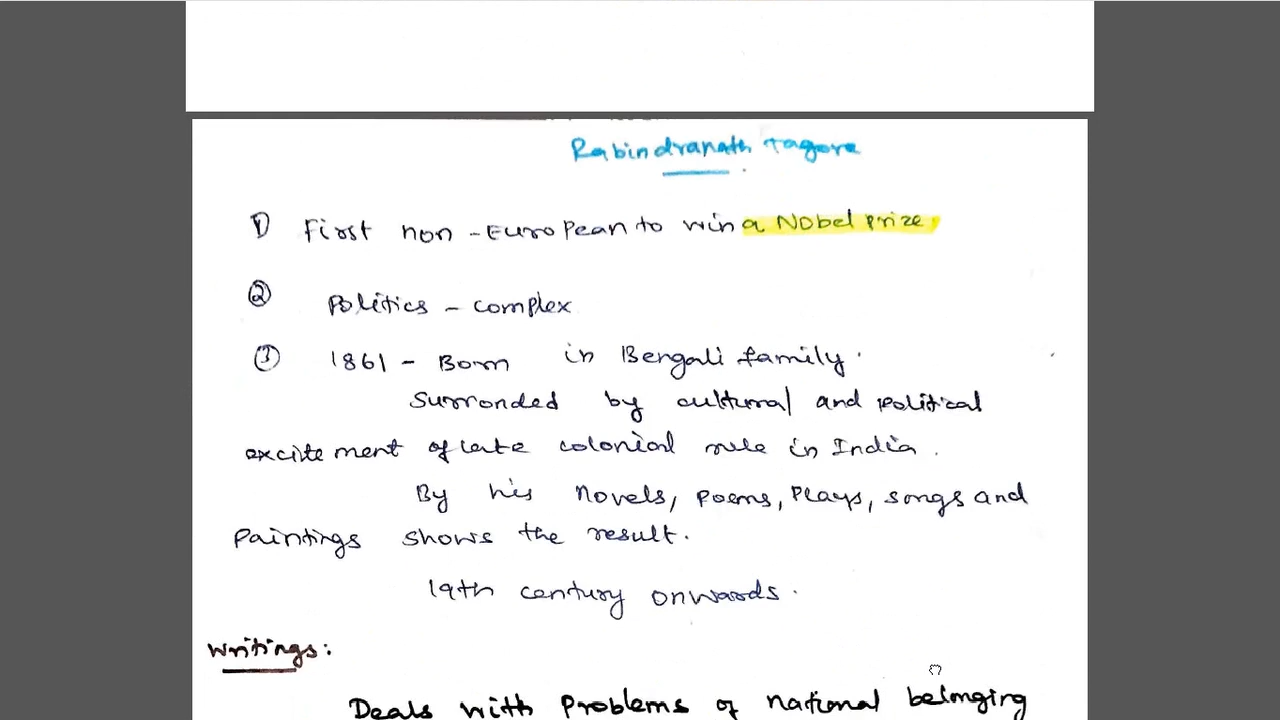 Rabindranath Tagore
① First non-European to win a Nobel prize.
② Politics - complex
③ 1861 - Born in Bengali family.
Surronded by cultural and political
excitement of late colonial rule in India.
By his novels, poems, plays, songs and
paintings shows the result.
19th century onwards.
Writings:
Deals with problems of national belonging